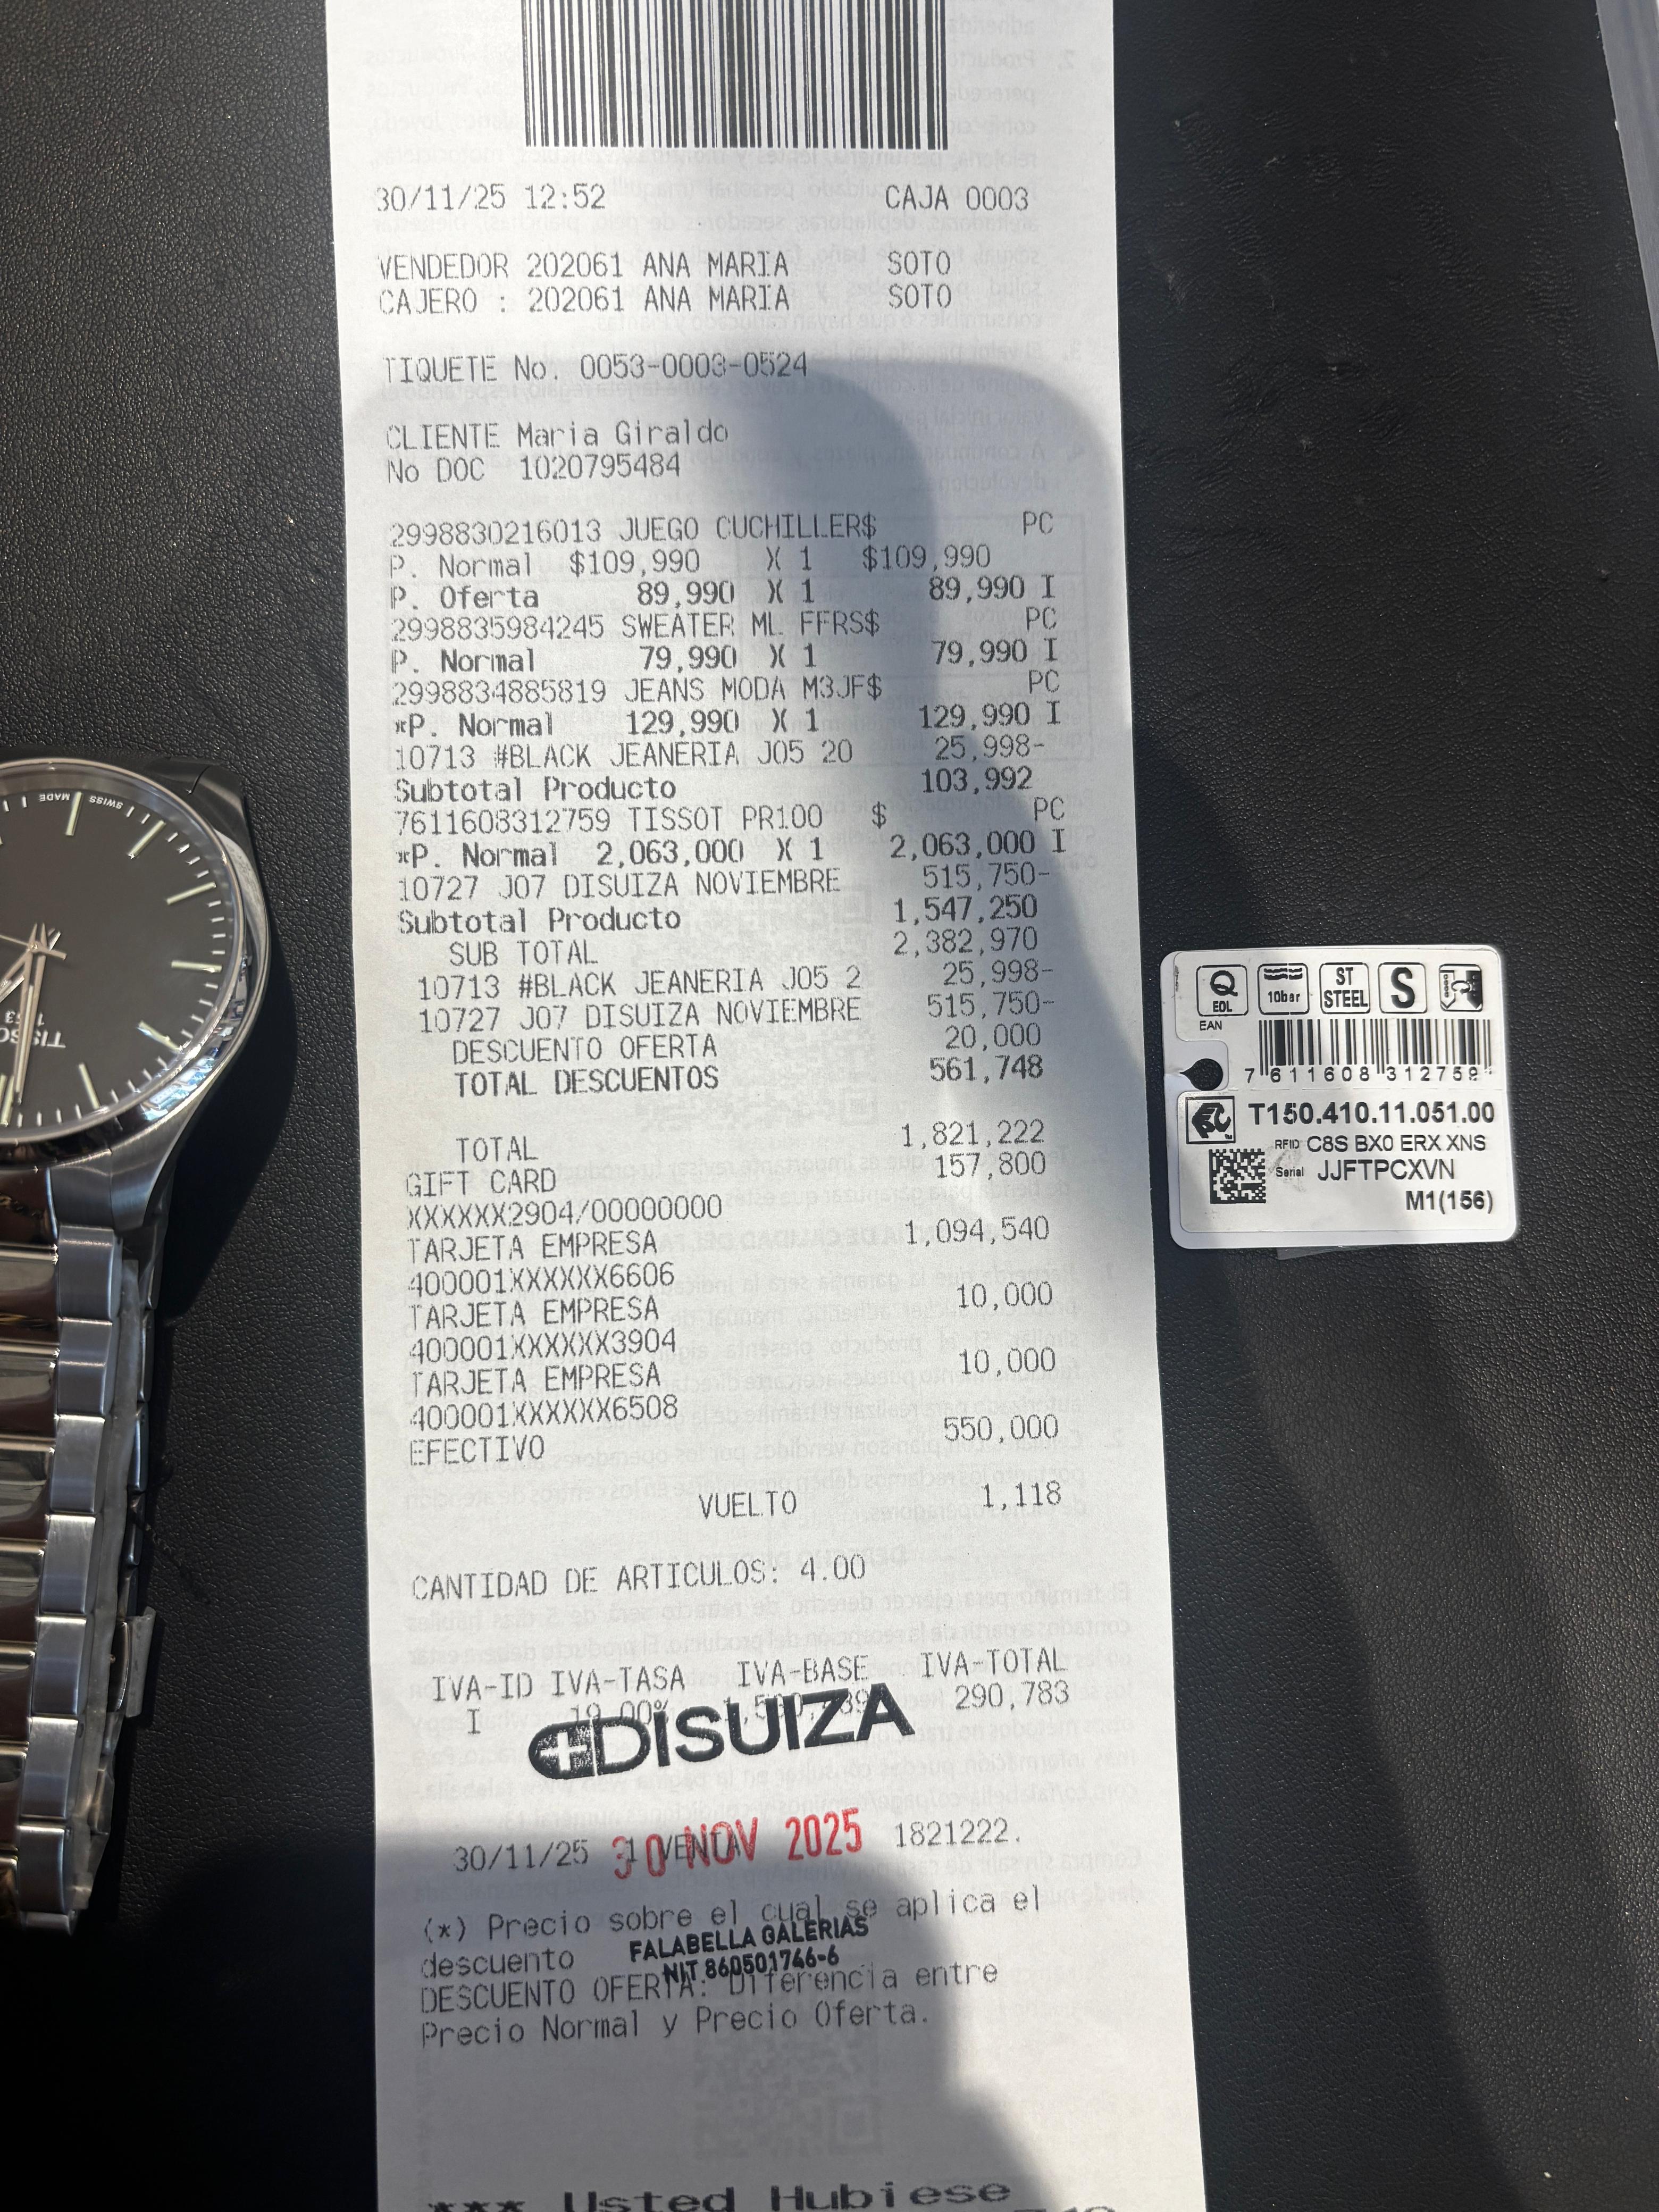 30/11/25 12:52 CAJA 0003
VENDEDOR 202061 ANA MARIA SOTO
CAJERO : 202061 ANA MARIA SOTO
TIQUETE No. 0053-0003-0524
CLIENTE Maria Giraldo
No DOC 1020795484
2998830216013 JUEGO CUCHILLER$ PC
P. Normal $109,990 X 1 $109,990
P. Oferta 89,990 X 1 89,990 I
2998835984245 SWEATER ML FFRS$ PC
P. Normal 79,990 X 1 79,990 I
2998834885819 JEANS MODA M3JF$ PC
*P. Normal 129,990 X 1 129,990 I
10713 #BLACK JEANERIA J05 20 25,998-
Subtotal Producto 103,992
7611608312759 TISSOT PR100 $ PC
*P. Normal 2,063,000 X 1 2,063,000 I
10727 J07 DISUIZA NOVIEMBRE 515,750-
Subtotal Producto 1,547,250
SUB TOTAL 2,382,970
10713 #BLACK JEANERIA J05 2 25,998-
10727 J07 DISUIZA NOVIEMBRE 515,750-
DESCUENTO OFERTA 20,000
TOTAL DESCUENTOS 561,748
TOTAL 1,821,222
GIFT CARD 157,800
XXXXXX2904/00000000
TARJETA EMPRESA 1,094,540
400001XXXXXX6606
TARJETA EMPRESA 10,000
400001XXXXXX3904
TARJETA EMPRESA 10,000
400001XXXXXX6508
EFECTIVO 550,000
VUELTO 1,118
CANTIDAD DE ARTICULOS: 4.00
IVA-ID IVA-TASA IVA-BASE IVA-TOTAL
I 19.00% 290,783
DISUIZA
30/11/25 1 VENTA 1821222.
30 NOV 2025
(*) Precio sobre el cual se aplica el
descuento
FALABELLA GALERIAS
NIT 860501746-6
DESCUENTO OFERTA: Diferencia entre
Precio Normal y Precio Oferta.
*** Usted Hubiese
SWISS MADE
Q EOL
10bar
ST STEEL
S
EAN
7 611608 312759
T150.410.11.051.00
RFID C8S BX0 ERX XNS
Serial JJFTPCXVN
M1(156)